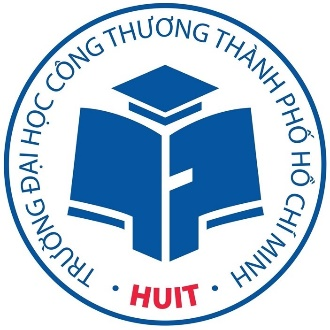 TRƯỜNG ĐẠI HỌC CÔNG THƯƠNG THÀNH PHỐ HỒ CHÍ MINH
HUIT